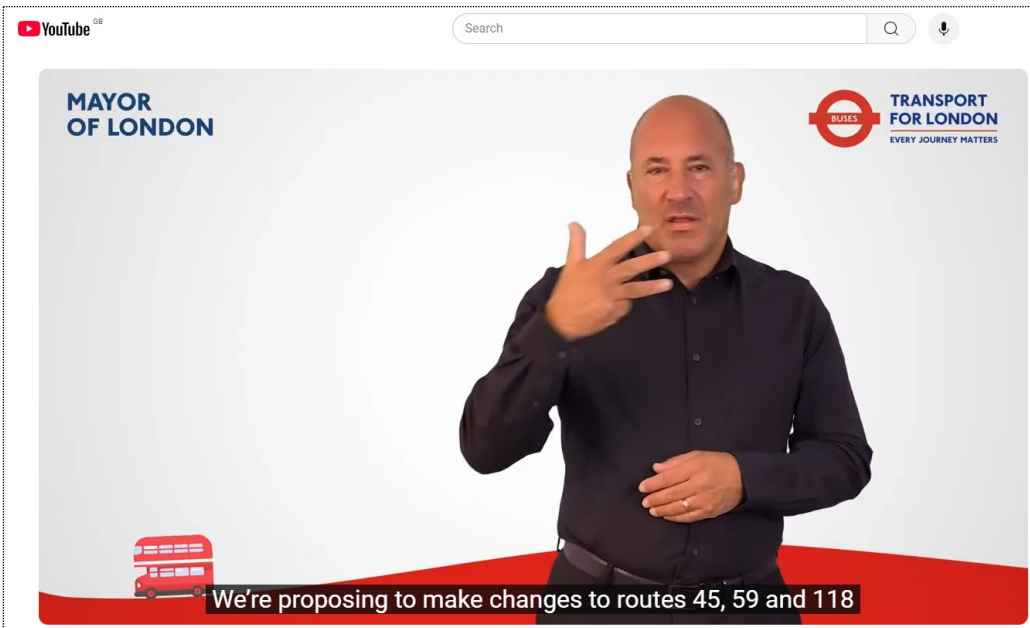 YouTube GB
Search
MAYOR
OF LONDON
BUSES
TRANSPORT
FOR LONDON
EVERY JOURNEY MATTERS
We're proposing to make changes to routes 45, 59 and 118